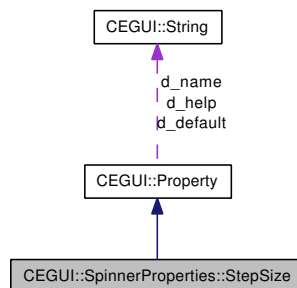 CEGUI::String
d_name
d_help
d_default
CEGUI::Property
CEGUI::SpinnerProperties::StepSize